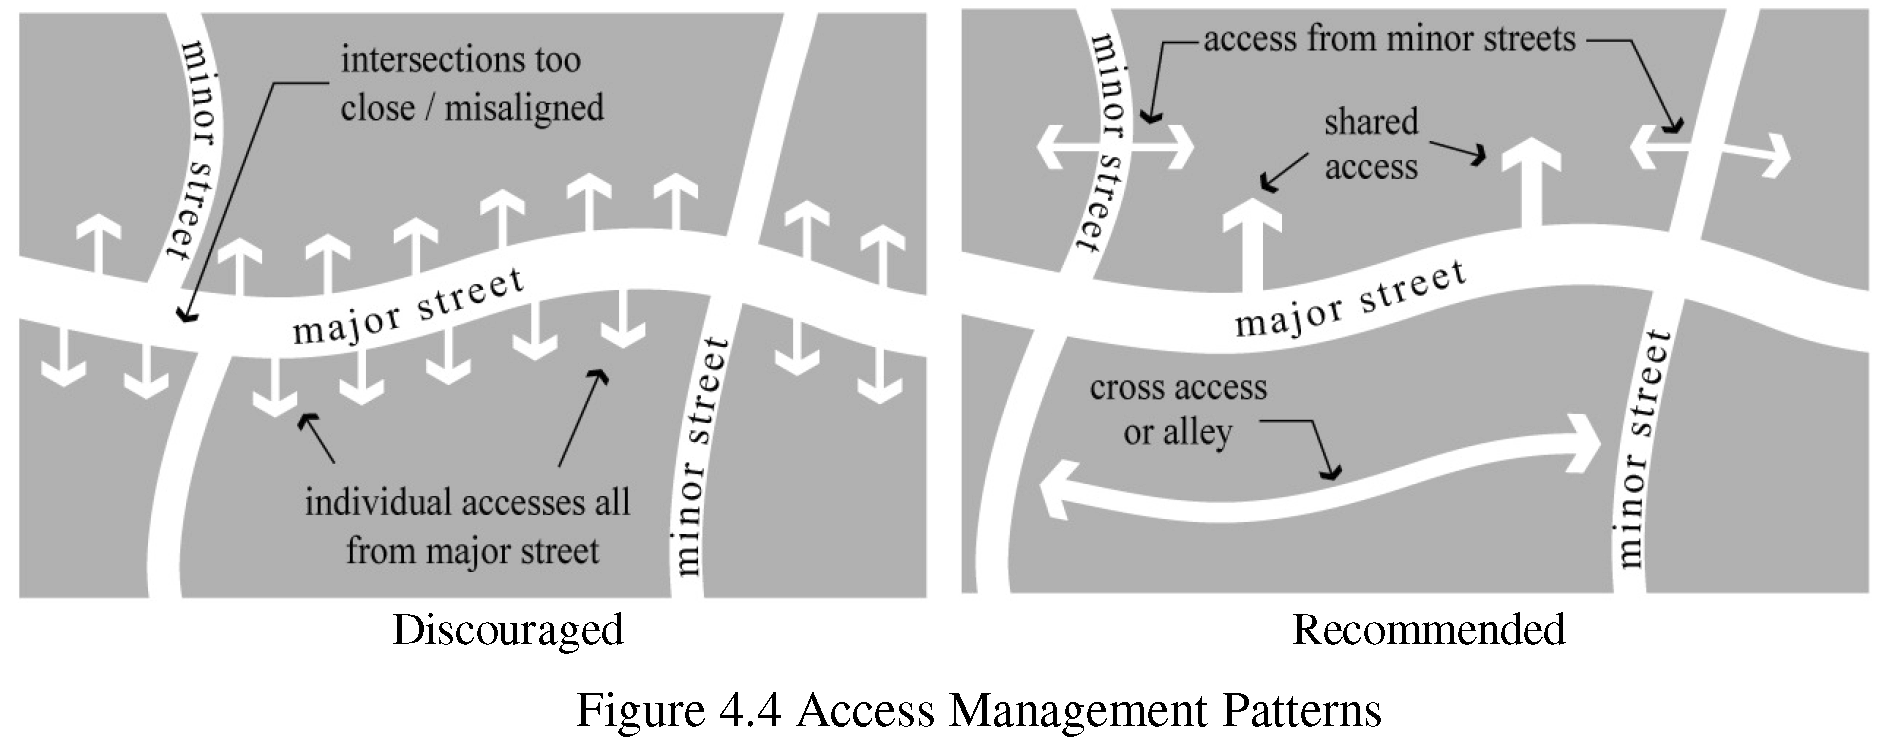 minor street
intersections too
close / misaligned
major street
minor street
individual accesses all
from major street
Discouraged
minor street
access from minor streets
shared
access
major street
cross access
or alley
minor street
Recommended
Figure 4.4 Access Management Patterns